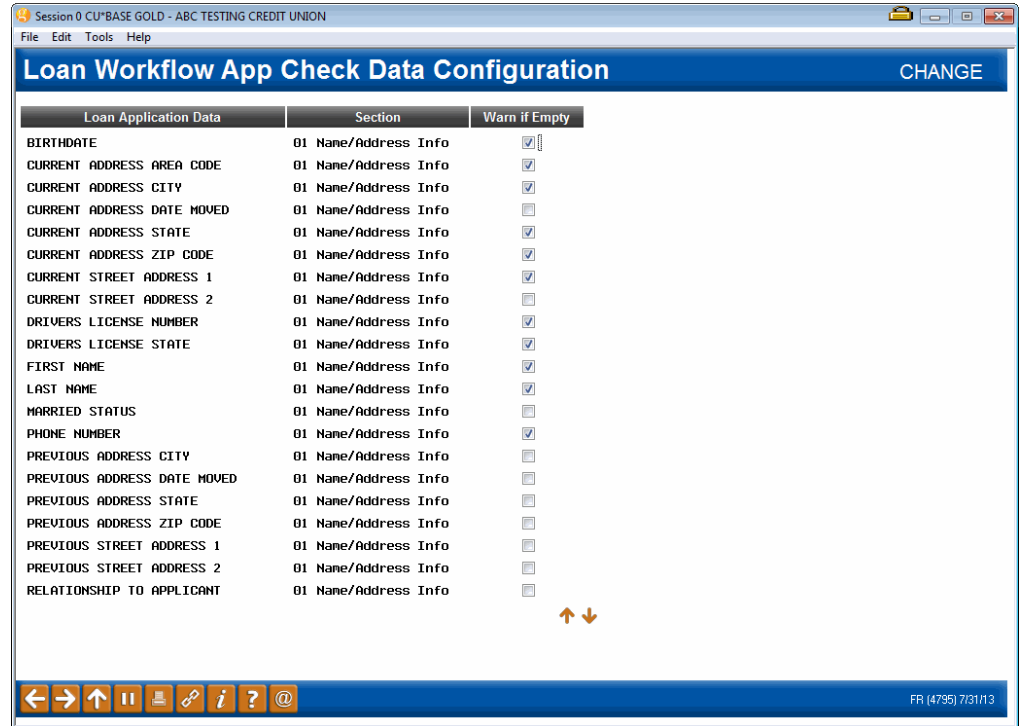 Session 0 CU*BASE GOLD - ABC TESTING CREDIT UNION
File Edit Tools Help
Loan Workflow App Check Data Configuration CHANGE
Loan Application Data Section Warn if Empty
BIRTHDATE 01 Name/Address Info
CURRENT ADDRESS AREA CODE 01 Name/Address Info
CURRENT ADDRESS CITY 01 Name/Address Info
CURRENT ADDRESS DATE MOVED 01 Name/Address Info
CURRENT ADDRESS STATE 01 Name/Address Info
CURRENT ADDRESS ZIP CODE 01 Name/Address Info
CURRENT STREET ADDRESS 1 01 Name/Address Info
CURRENT STREET ADDRESS 2 01 Name/Address Info
DRIVERS LICENSE NUMBER 01 Name/Address Info
DRIVERS LICENSE STATE 01 Name/Address Info
FIRST NAME 01 Name/Address Info
LAST NAME 01 Name/Address Info
MARRIED STATUS 01 Name/Address Info
PHONE NUMBER 01 Name/Address Info
PREVIOUS ADDRESS CITY 01 Name/Address Info
PREVIOUS ADDRESS DATE MOVED 01 Name/Address Info
PREVIOUS ADDRESS STATE 01 Name/Address Info
PREVIOUS ADDRESS ZIP CODE 01 Name/Address Info
PREVIOUS STREET ADDRESS 1 01 Name/Address Info
PREVIOUS STREET ADDRESS 2 01 Name/Address Info
RELATIONSHIP TO APPLICANT 01 Name/Address Info
i ? @ FR (4795) 7/31/13